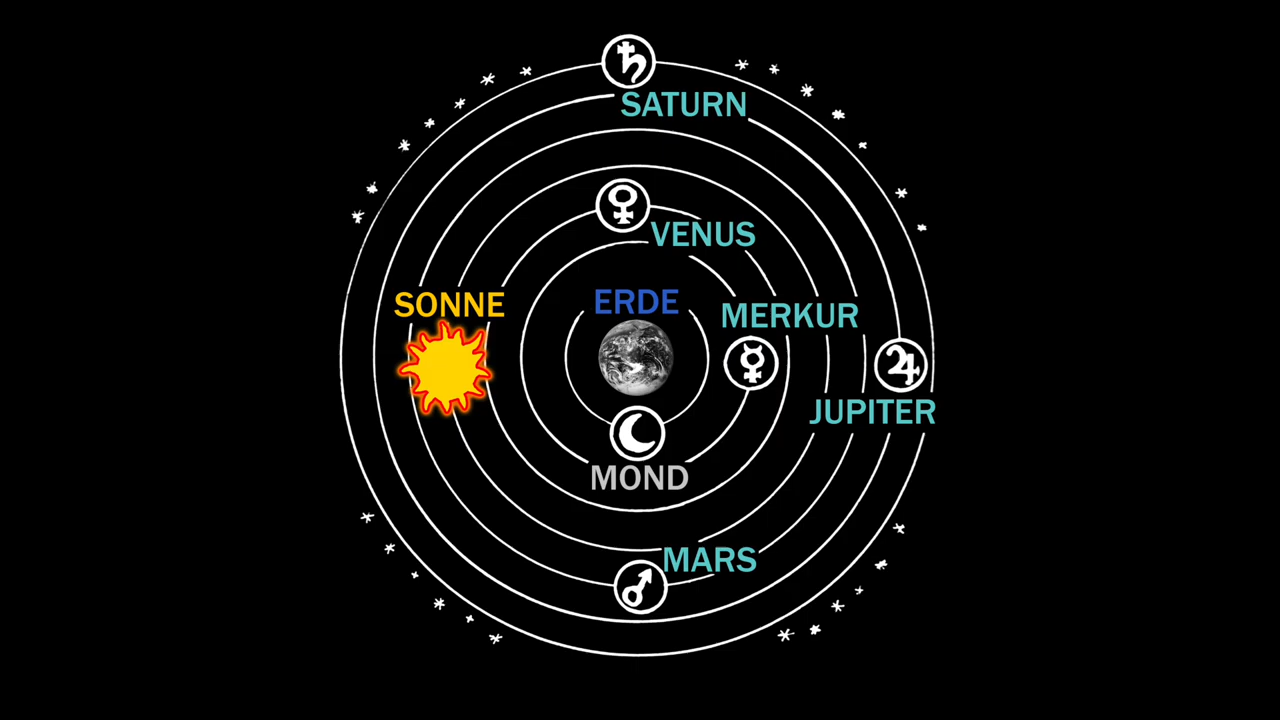 SATURN
VENUS
SONNE
ERDE
MERKUR
JUPITER
MOND
MARS